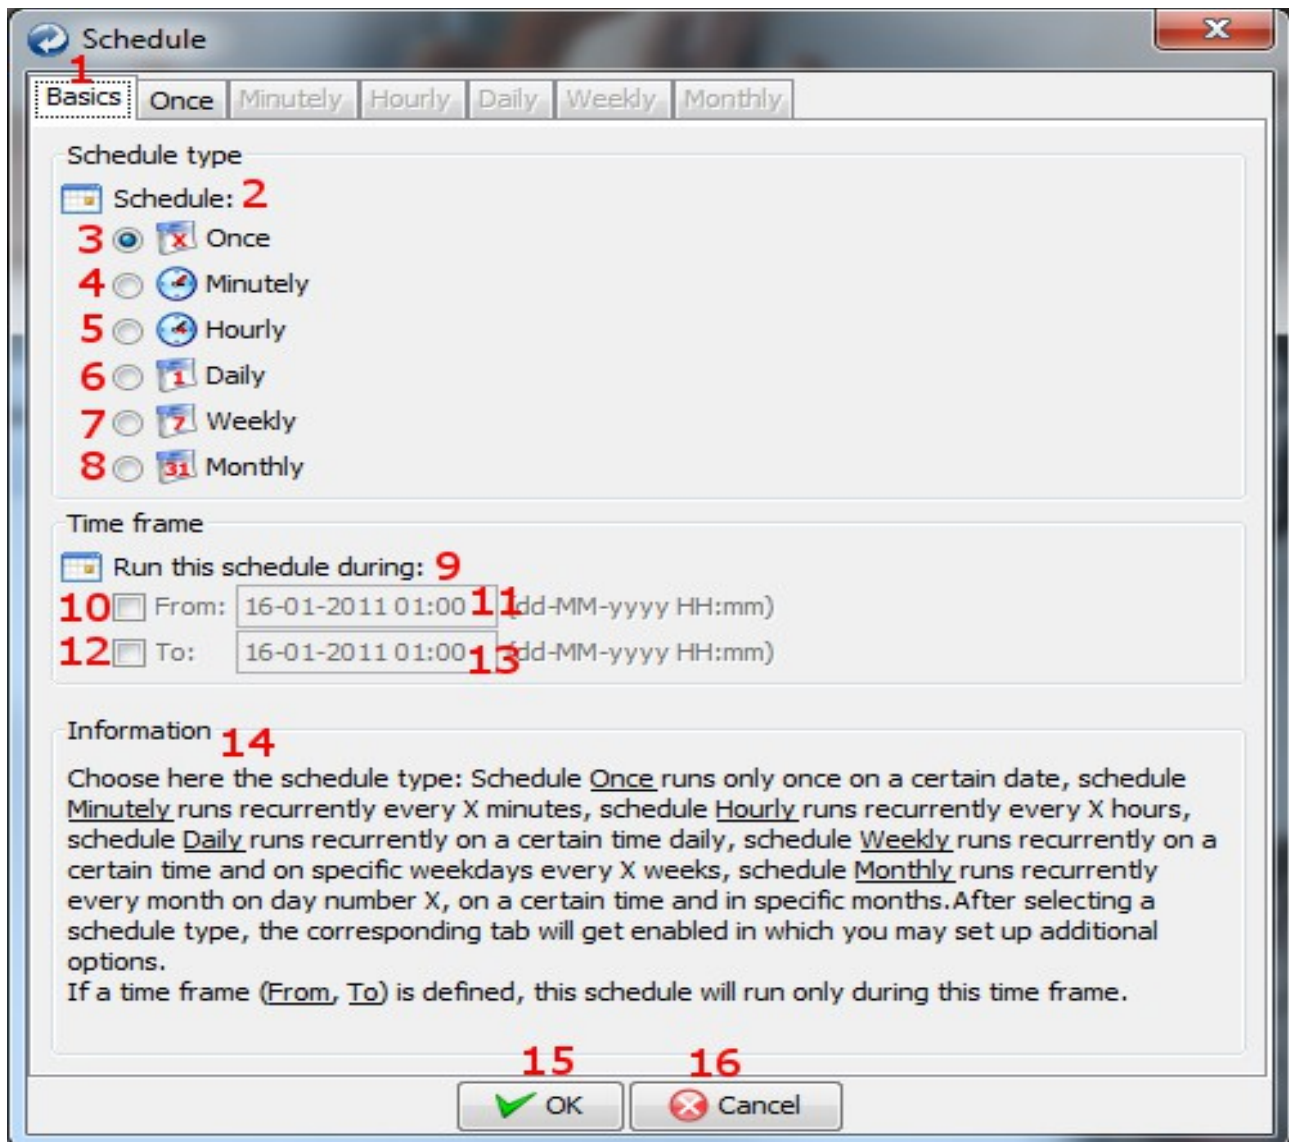 Schedule
X
1
Basics Once Minutely Hourly Daily Weekly Monthly
Schedule type
Schedule: 2
3 X Once
4 Minutely
5 Hourly
6 1 Daily
7 7 Weekly
8 31 Monthly
Time frame
Run this schedule during: 9
10 From: 16-01-2011 01:00 11 (dd-MM-yyyy HH:mm)
12 To: 16-01-2011 01:00 13 (dd-MM-yyyy HH:mm)
Information 14
Choose here the schedule type: Schedule Once runs only once on a certain date, schedule
Minutely runs recurrently every X minutes, schedule Hourly runs recurrently every X hours,
schedule Daily runs recurrently on a certain time daily, schedule Weekly runs recurrently on a
certain time and on specific weekdays every X weeks, schedule Monthly runs recurrently
every month on day number X, on a certain time and in specific months.After selecting a
schedule type, the corresponding tab will get enabled in which you may set up additional
options.
If a time frame (From, To) is defined, this schedule will run only during this time frame.
15 16
OK Cancel